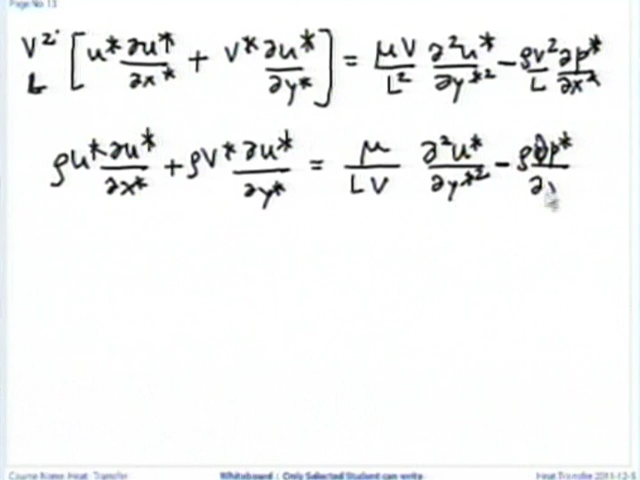 Page No: 13
V² / L [ u* ∂u*/∂x* + v* ∂u*/∂y* ] = μV/L² ∂²u*/∂y*² − ρv²/L ∂p*/∂x²
ρu* ∂u*/∂x* + ρV* ∂u*/∂y* = μ/LV ∂²u*/∂y*² − ρ∂p*/∂
Course Name: Heat Transfer Whiteboard : Only Selected Student can write Heat Transfer 2011-12-S